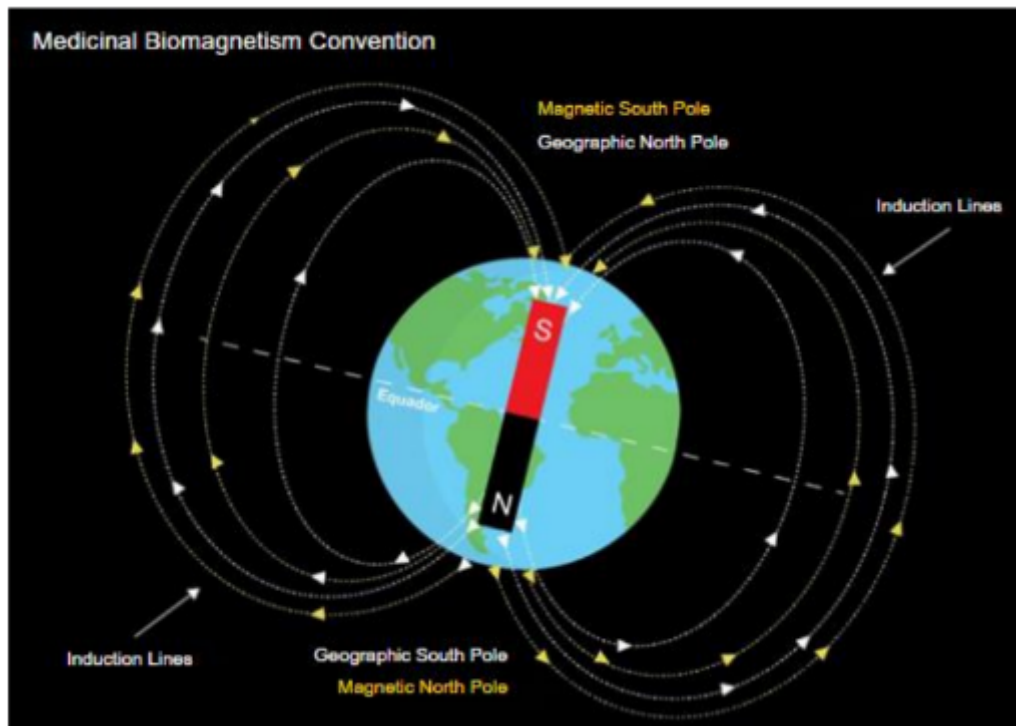 Medicinal Biomagnetism Convention
Magnetic South Pole
Geographic North Pole
Induction Lines
S
Equador
N
Induction Lines
Geographic South Pole
Magnetic North Pole